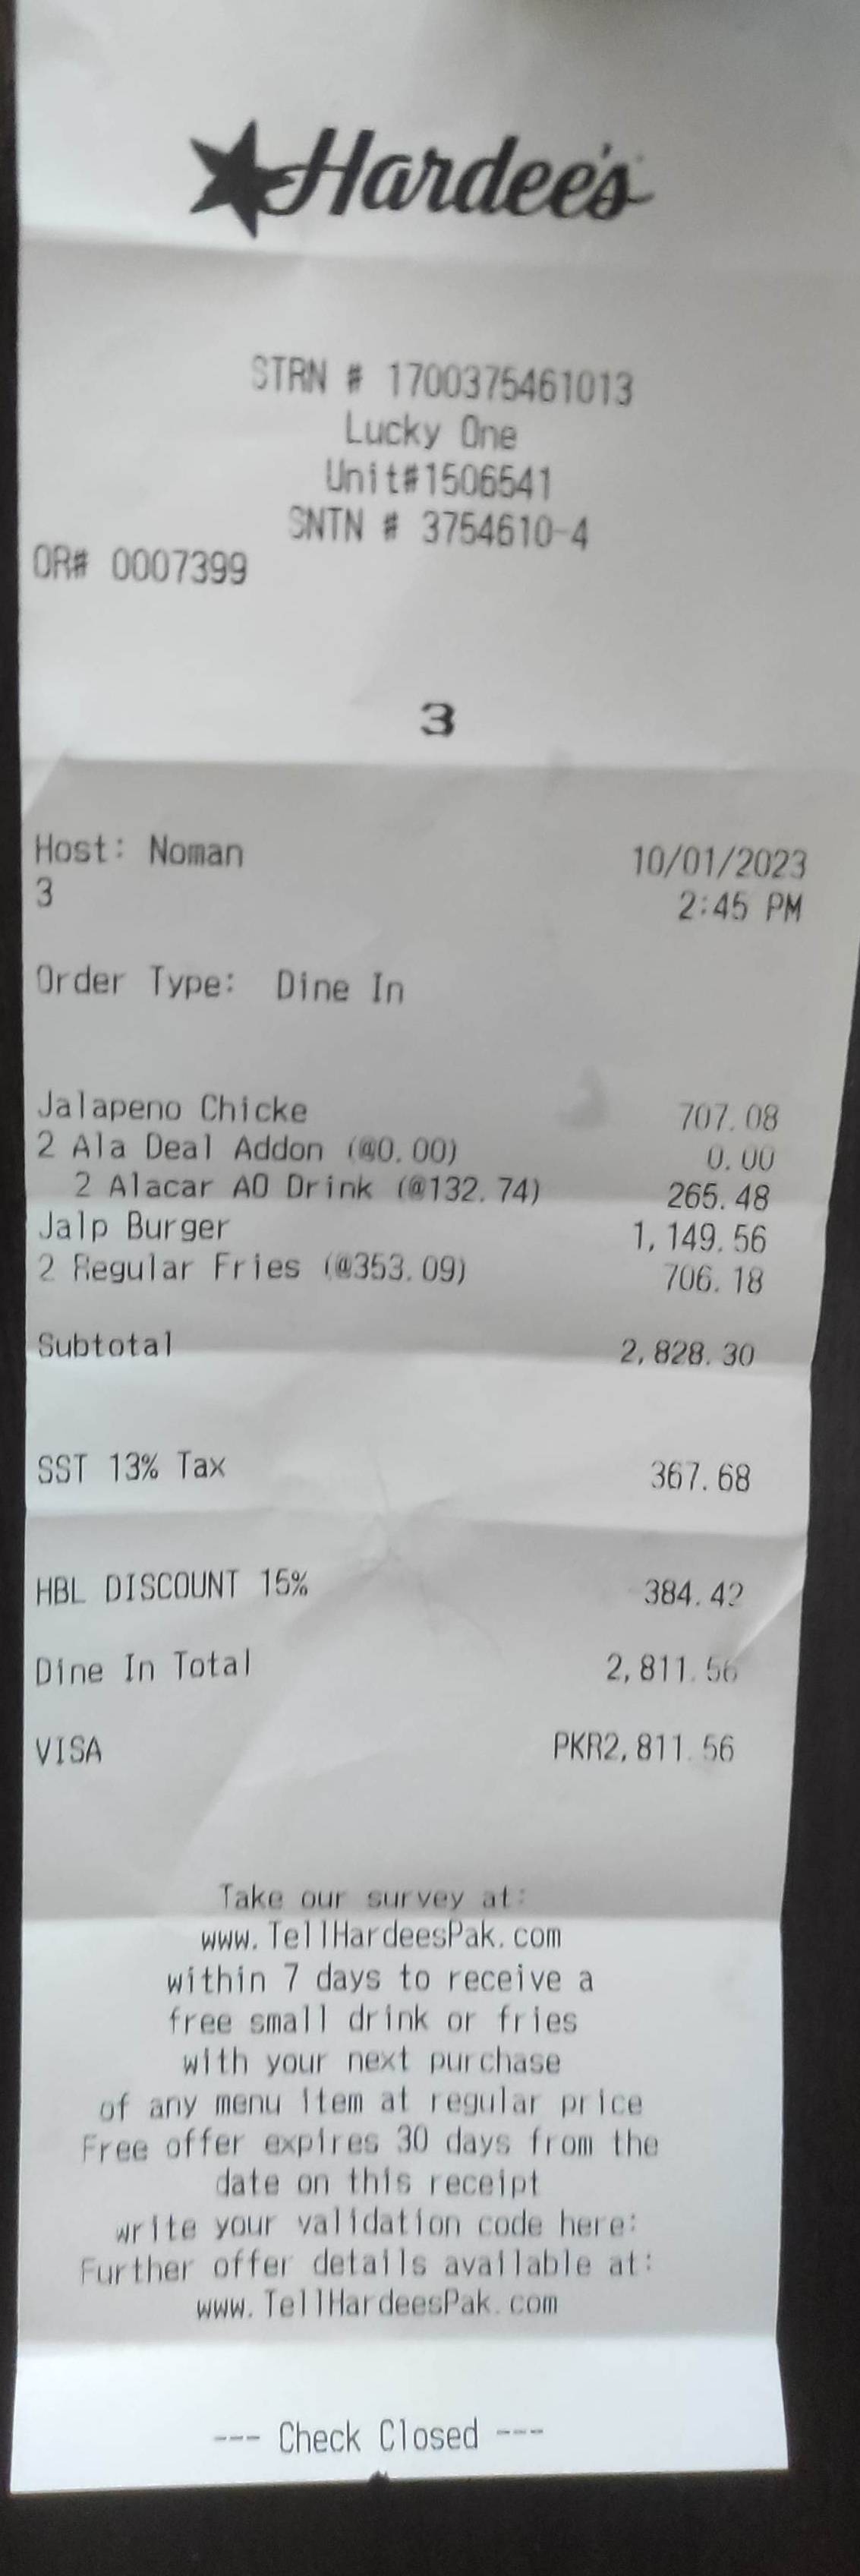 Hardee's
STRN # 1700375461013
Lucky One
Unit#1506541
SNTN # 3754610-4
OR# 0007399
3
Host: Noman 10/01/2023
3 2:45 PM
Order Type: Dine In
Jalapeno Chicke 707.08
2 Ala Deal Addon (@0.00) 0.00
2 Alacar AO Drink (@132.74) 265.48
Jalp Burger 1,149.56
2 Regular Fries (@353.09) 706.18
Subtotal 2,828.30
SST 13% Tax 367.68
HBL DISCOUNT 15% 384.42
Dine In Total 2,811.56
VISA PKR2,811.56
Take our survey at:
www.TellHardeesPak.com
within 7 days to receive a
free small drink or fries
with your next purchase
of any menu item at regular price
Free offer expires 30 days from the
date on this receipt
write your validation code here:
Further offer details available at:
www.TellHardeesPak.com
--- Check Closed ---